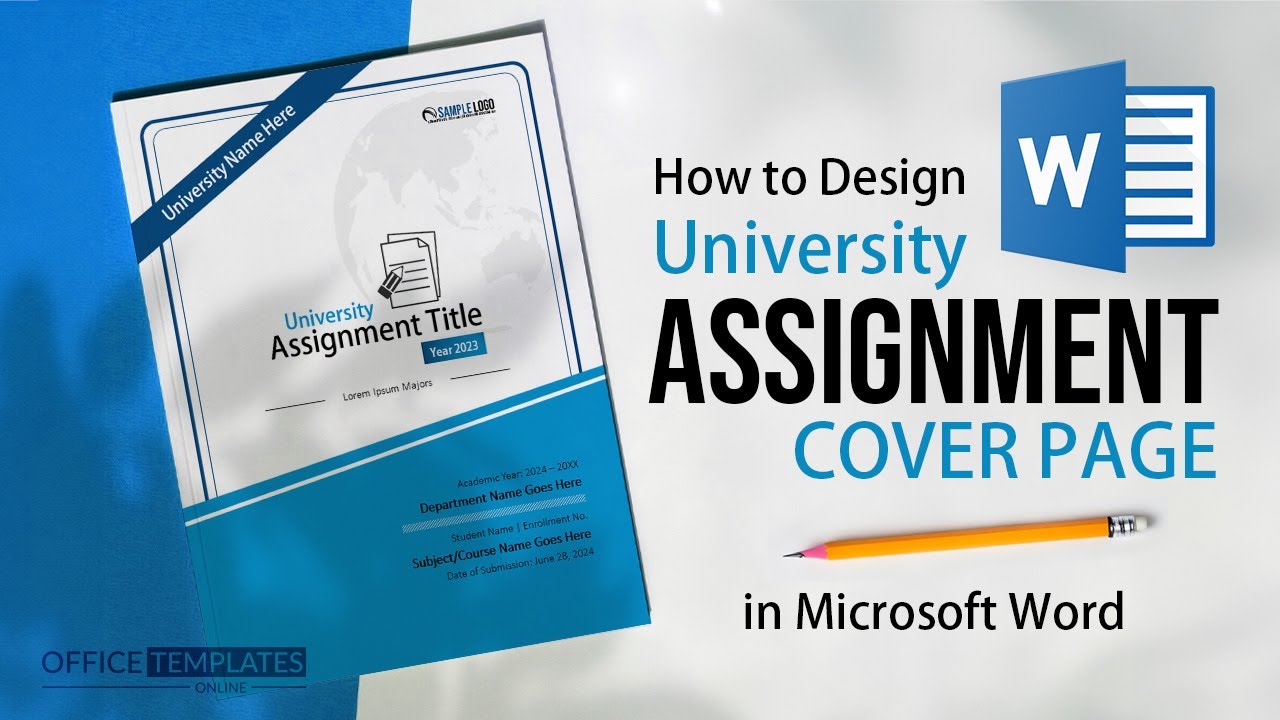 University Name Here
SAMPLE LOGO
University
Assignment Title
Year 2023
Lorem Ipsum Majors
Academic Year: 2024 – 20XX
Department Name Goes Here
Student Name | Enrollment No.
Subject/Course Name Goes Here
Date of Submission: June 28, 2024
OFFICE TEMPLATES
ONLINE
How to Design
University
ASSIGNMENT
COVER PAGE
in Microsoft Word
W